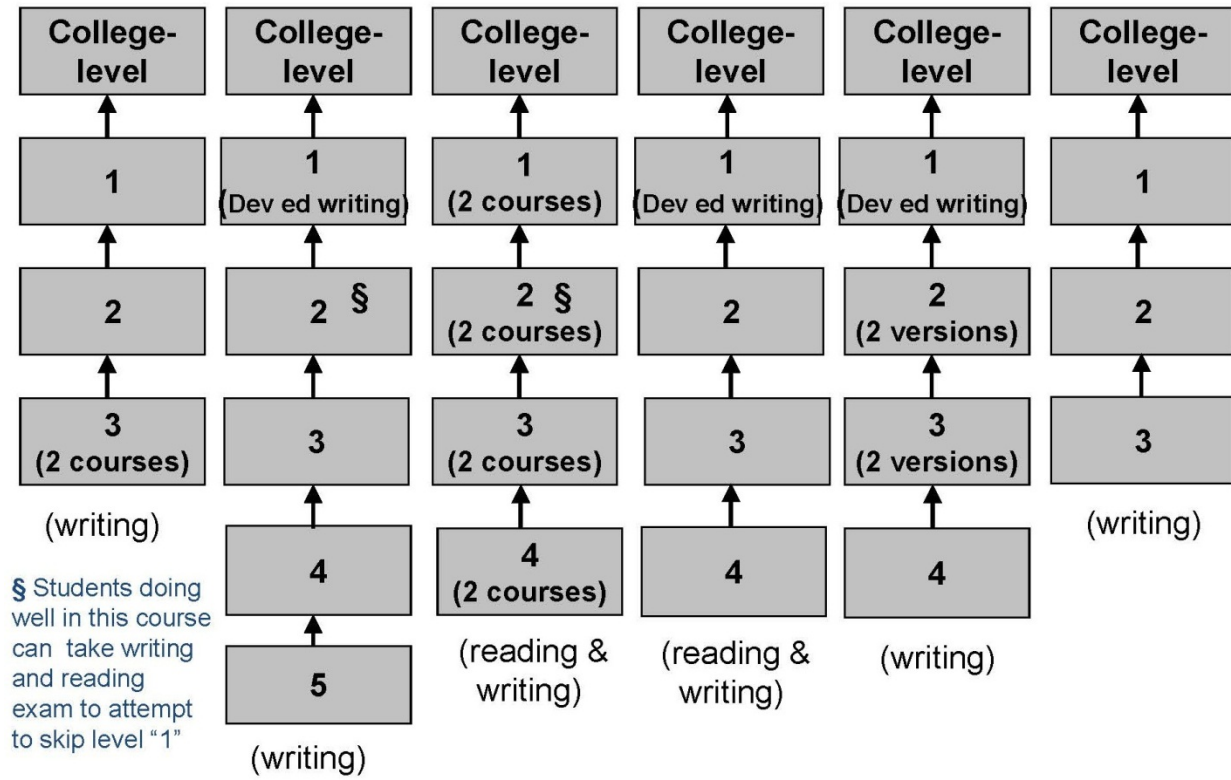 College-level
College-level
College-level
College-level
College-level
College-level
1
1
(Dev ed writing)
1
(2 courses)
1
(Dev ed writing)
1
(Dev ed writing)
1
2
2 §
2 §
(2 courses)
2
2
(2 versions)
2
3
(2 courses)
3
3
(2 courses)
3
3
(2 versions)
3
(writing)
4
4
(2 courses)
4
4
(writing)
§ Students doing
well in this course
can take writing
and reading
exam to attempt
to skip level “1”
5
(writing)
(reading &
writing)
(reading &
writing)
(writing)